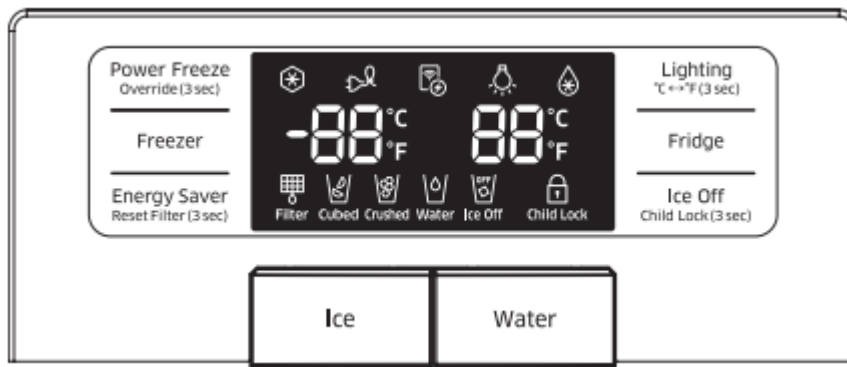 Power Freeze
Override (3 sec)
Freezer
Energy Saver
Reset Filter (3 sec)
-88 °C °F
88 °C °F
Filter Cubed Crushed Water OFF Ice Off Child Lock
Lighting
°C↔°F (3 sec)
Fridge
Ice Off
Child Lock (3 sec)
Ice Water